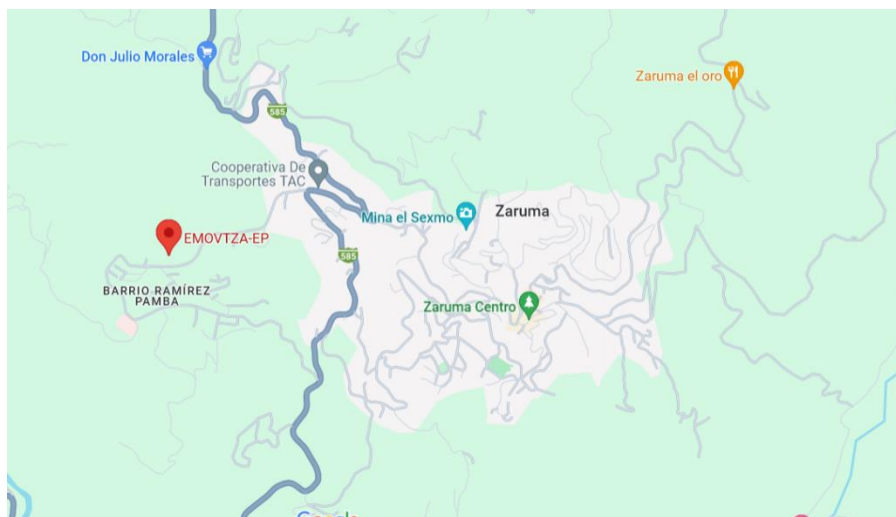 Don Julio Morales
Zaruma el oro
585
Cooperativa De
Transportes TAC
Mina el Sexmo
Zaruma
EMOVTZA-EP
585
BARRIO RAMÍREZ
PAMBA
Zaruma Centro
Google